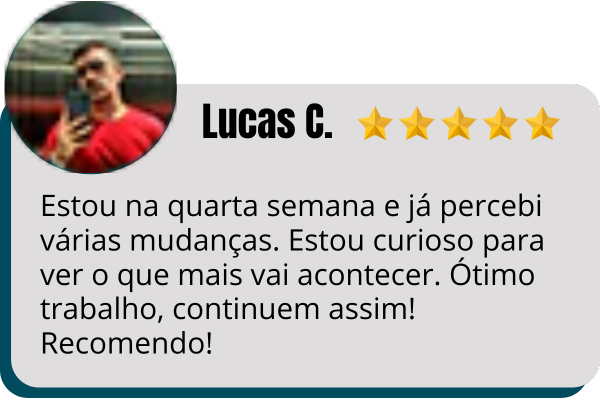 Lucas C.
Estou na quarta semana e já percebi
várias mudanças. Estou curioso para
ver o que mais vai acontecer. Ótimo
trabalho, continuem assim!
Recomendo!